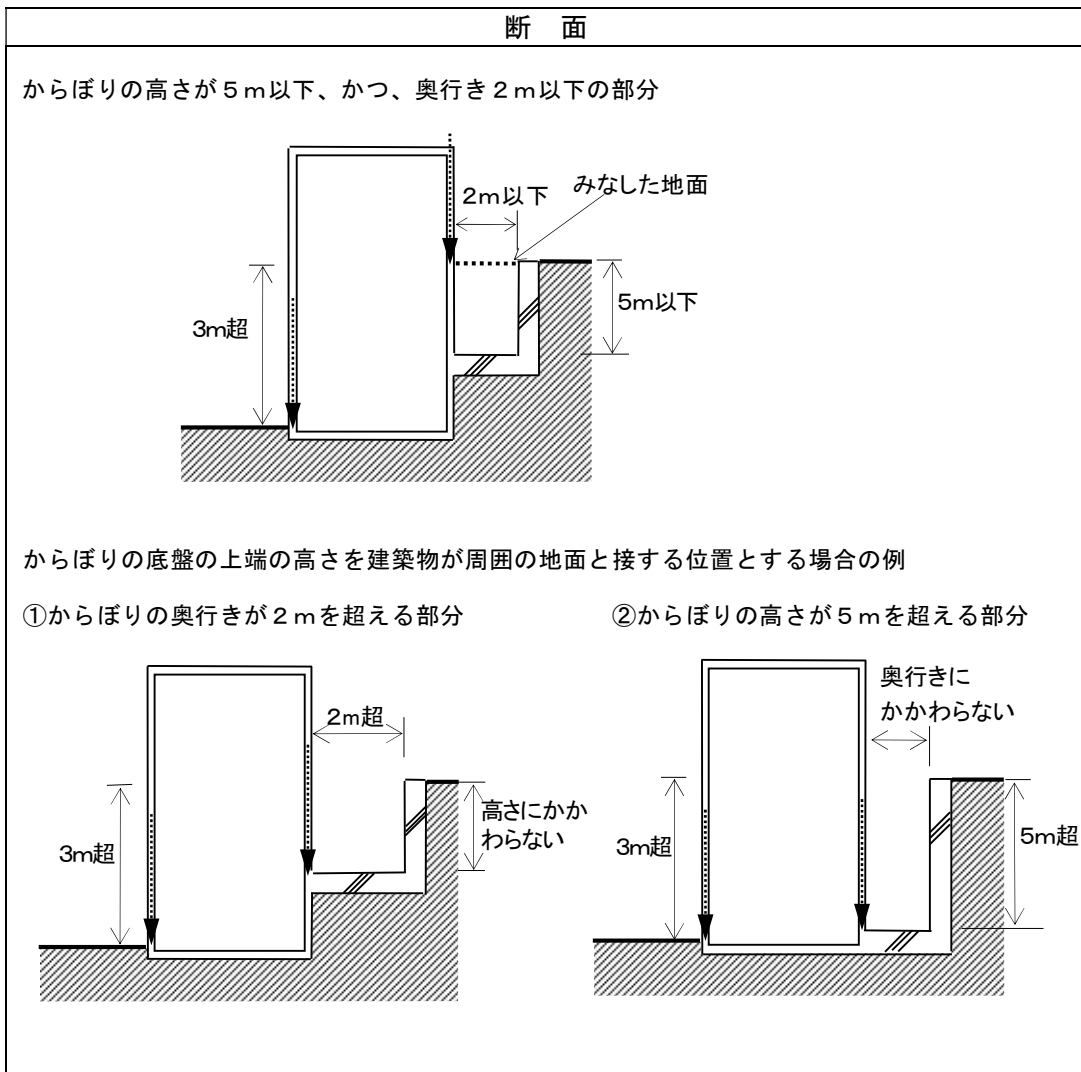 断　面
からぼりの高さが５ｍ以下、かつ、奥行き２ｍ以下の部分
2m以下
みなした地面
3m超
5m以下
からぼりの底盤の上端の高さを建築物が周囲の地面と接する位置とする場合の例
①からぼりの奥行きが２ｍを超える部分
②からぼりの高さが５ｍを超える部分
2m超
高さにかか
わらない
3m超
奥行きに
かかわらない
3m超
5m超